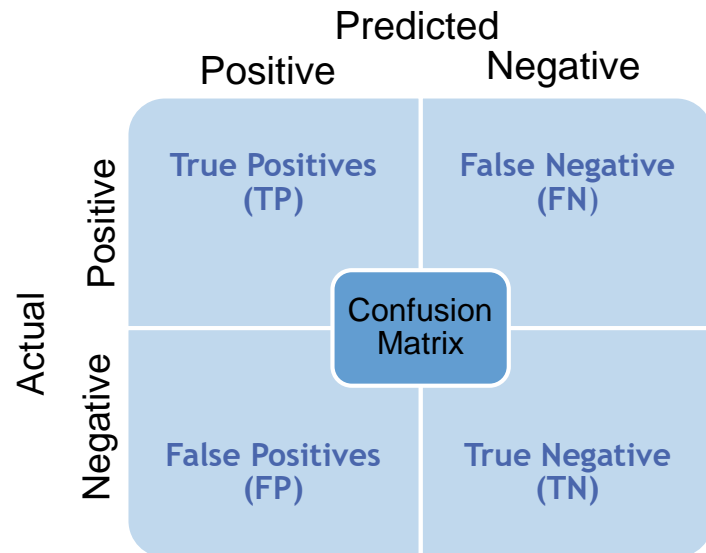 Predicted
Positive
Negative
Actual
Positive
True Positives
(TP)
False Negative
(FN)
Confusion
Matrix
Negative
False Positives
(FP)
True Negative
(TN)